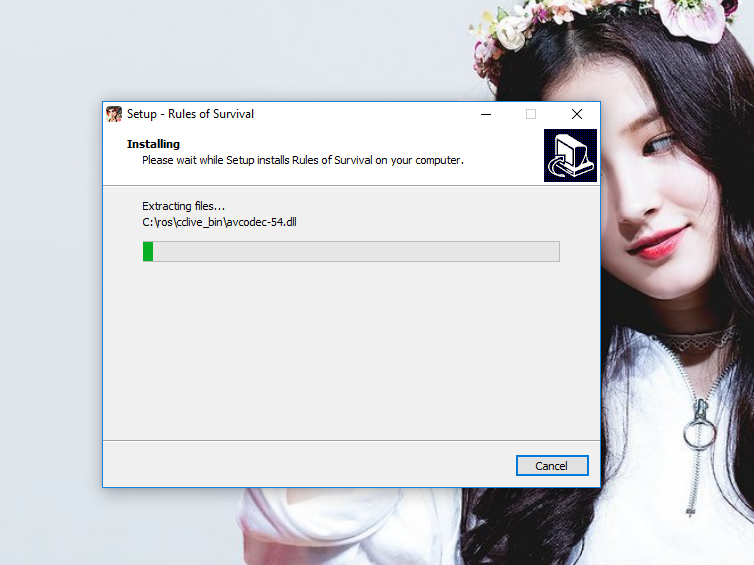 Setup - Rules of Survival
Installing
Please wait while Setup installs Rules of Survival on your computer.
Extracting files...
C:\ros\cclive_bin\avcodec-54.dll
Cancel